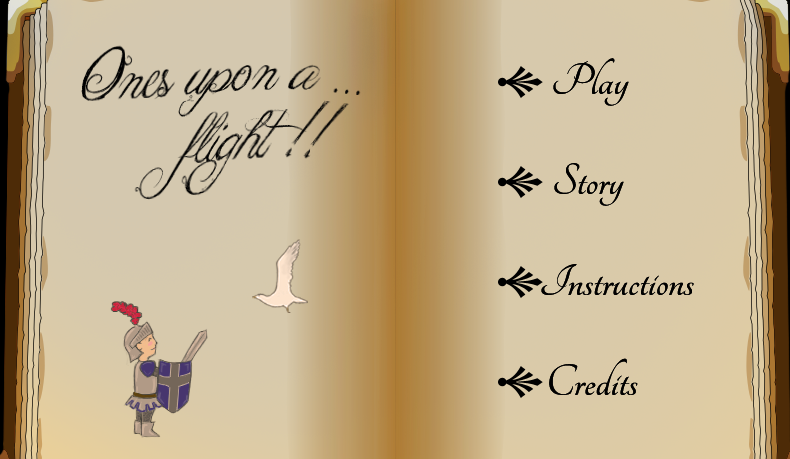 Ones upon a ...
flight!!
Play
Story
Instructions
Credits